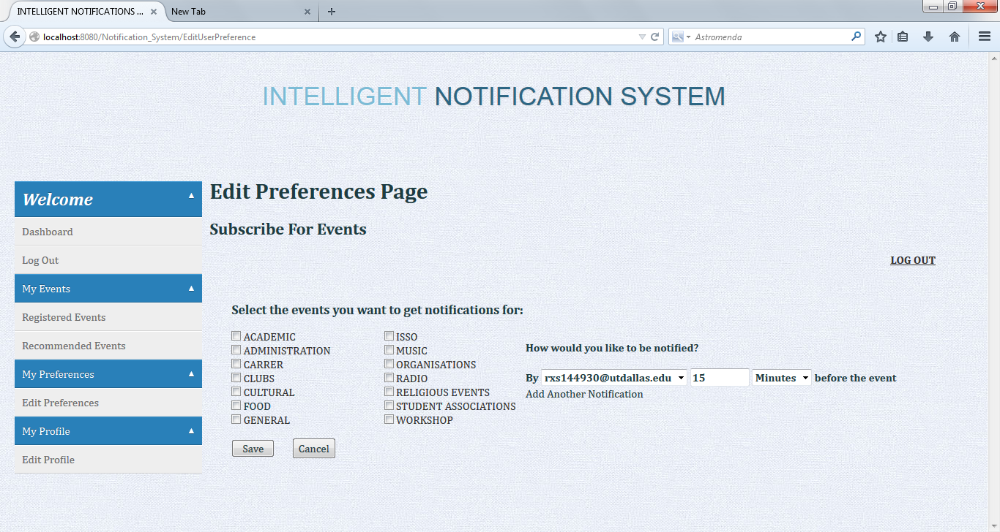 INTELLIGENT NOTIFICATIONS ...
New Tab
localhost:8080/Notification_System/EditUserPreference
Astromenda
INTELLIGENT NOTIFICATION SYSTEM
Welcome
Dashboard
Log Out
My Events
Registered Events
Recommended Events
My Preferences
Edit Preferences
My Profile
Edit Profile
Edit Preferences Page
Subscribe For Events
LOG OUT
Select the events you want to get notifications for:
ACADEMIC
ADMINISTRATION
CARRER
CLUBS
CULTURAL
FOOD
GENERAL
ISSO
MUSIC
ORGANISATIONS
RADIO
RELIGIOUS EVENTS
STUDENT ASSOCIATIONS
WORKSHOP
How would you like to be notified?
By rxs144930@utdallas.edu 15 Minutes before the event
Add Another Notification
Save Cancel